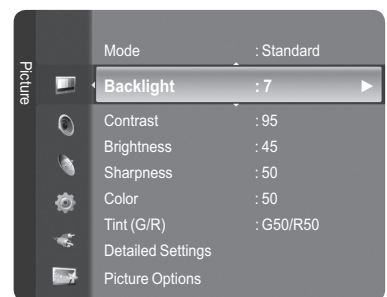 Picture
Mode : Standard
Backlight : 7
Contrast : 95
Brightness : 45
Sharpness : 50
Color : 50
Tint (G/R) : G50/R50
Detailed Settings
Picture Options